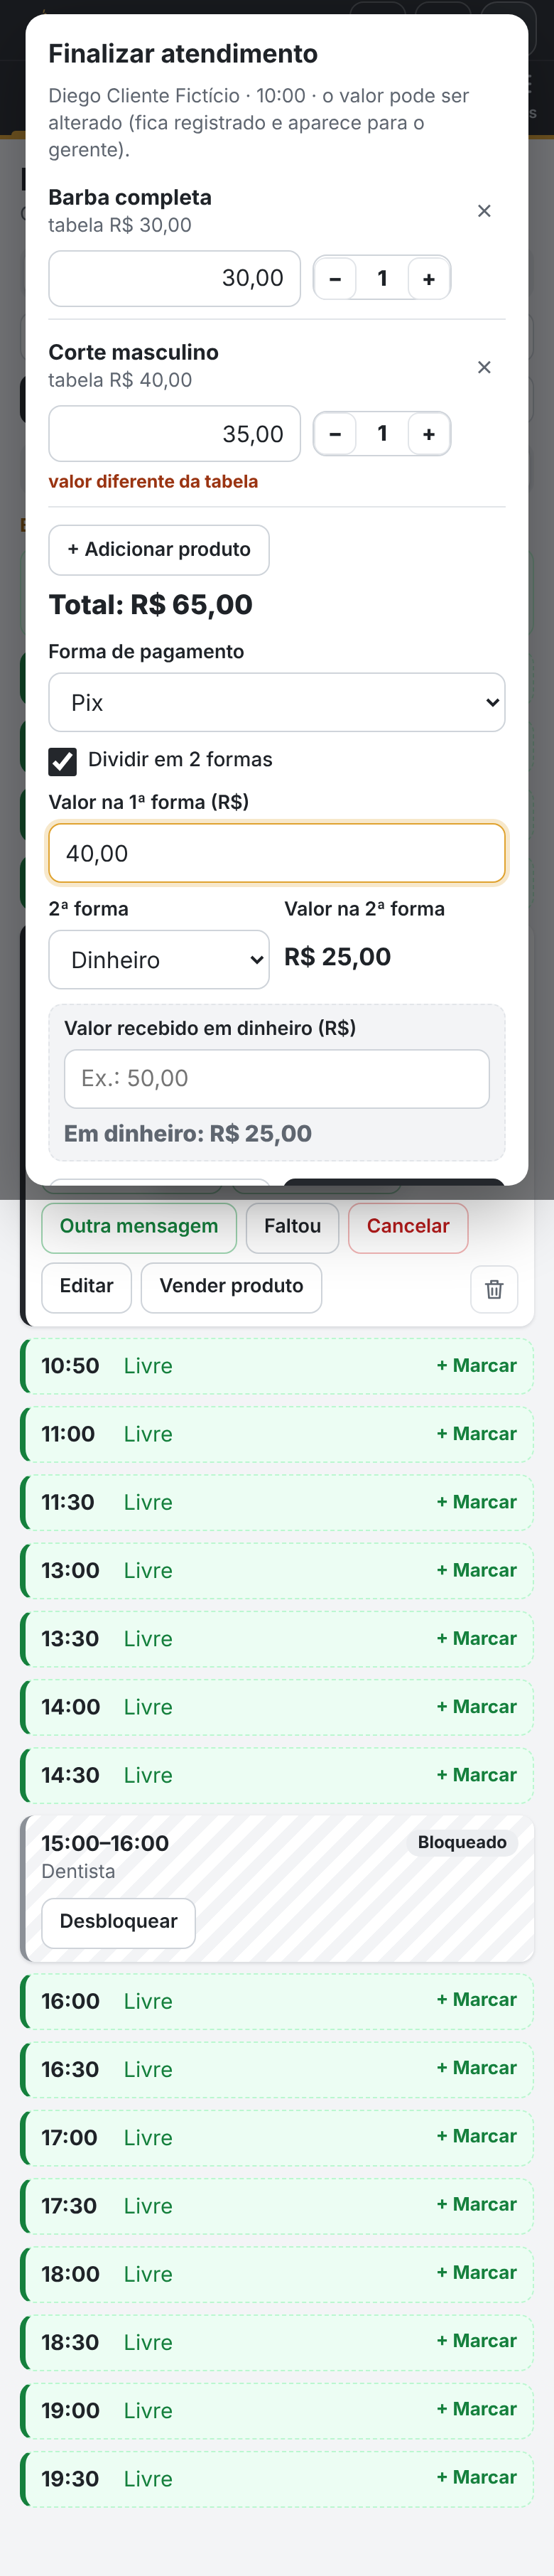 Finalizar atendimento
Diego Cliente Fictício · 10:00 · o valor pode ser
alterado (fica registrado e aparece para o
gerente).
Barba completa
tabela R$ 30,00
×
30,00
− 1 +
Corte masculino
tabela R$ 40,00
×
35,00
− 1 +
valor diferente da tabela
+ Adicionar produto
Total: R$ 65,00
Forma de pagamento
Pix
Dividir em 2 formas
Valor na 1ª forma (R$)
40,00
2ª forma
Valor na 2ª forma
Dinheiro
R$ 25,00
Valor recebido em dinheiro (R$)
Ex.: 50,00
Em dinheiro: R$ 25,00
Outra mensagem
Faltou
Cancelar
Editar
Vender produto
10:50 Livre + Marcar
11:00 Livre + Marcar
11:30 Livre + Marcar
13:00 Livre + Marcar
13:30 Livre + Marcar
14:00 Livre + Marcar
14:30 Livre + Marcar
15:00–16:00 Bloqueado
Dentista
Desbloquear
16:00 Livre + Marcar
16:30 Livre + Marcar
17:00 Livre + Marcar
17:30 Livre + Marcar
18:00 Livre + Marcar
18:30 Livre + Marcar
19:00 Livre + Marcar
19:30 Livre + Marcar